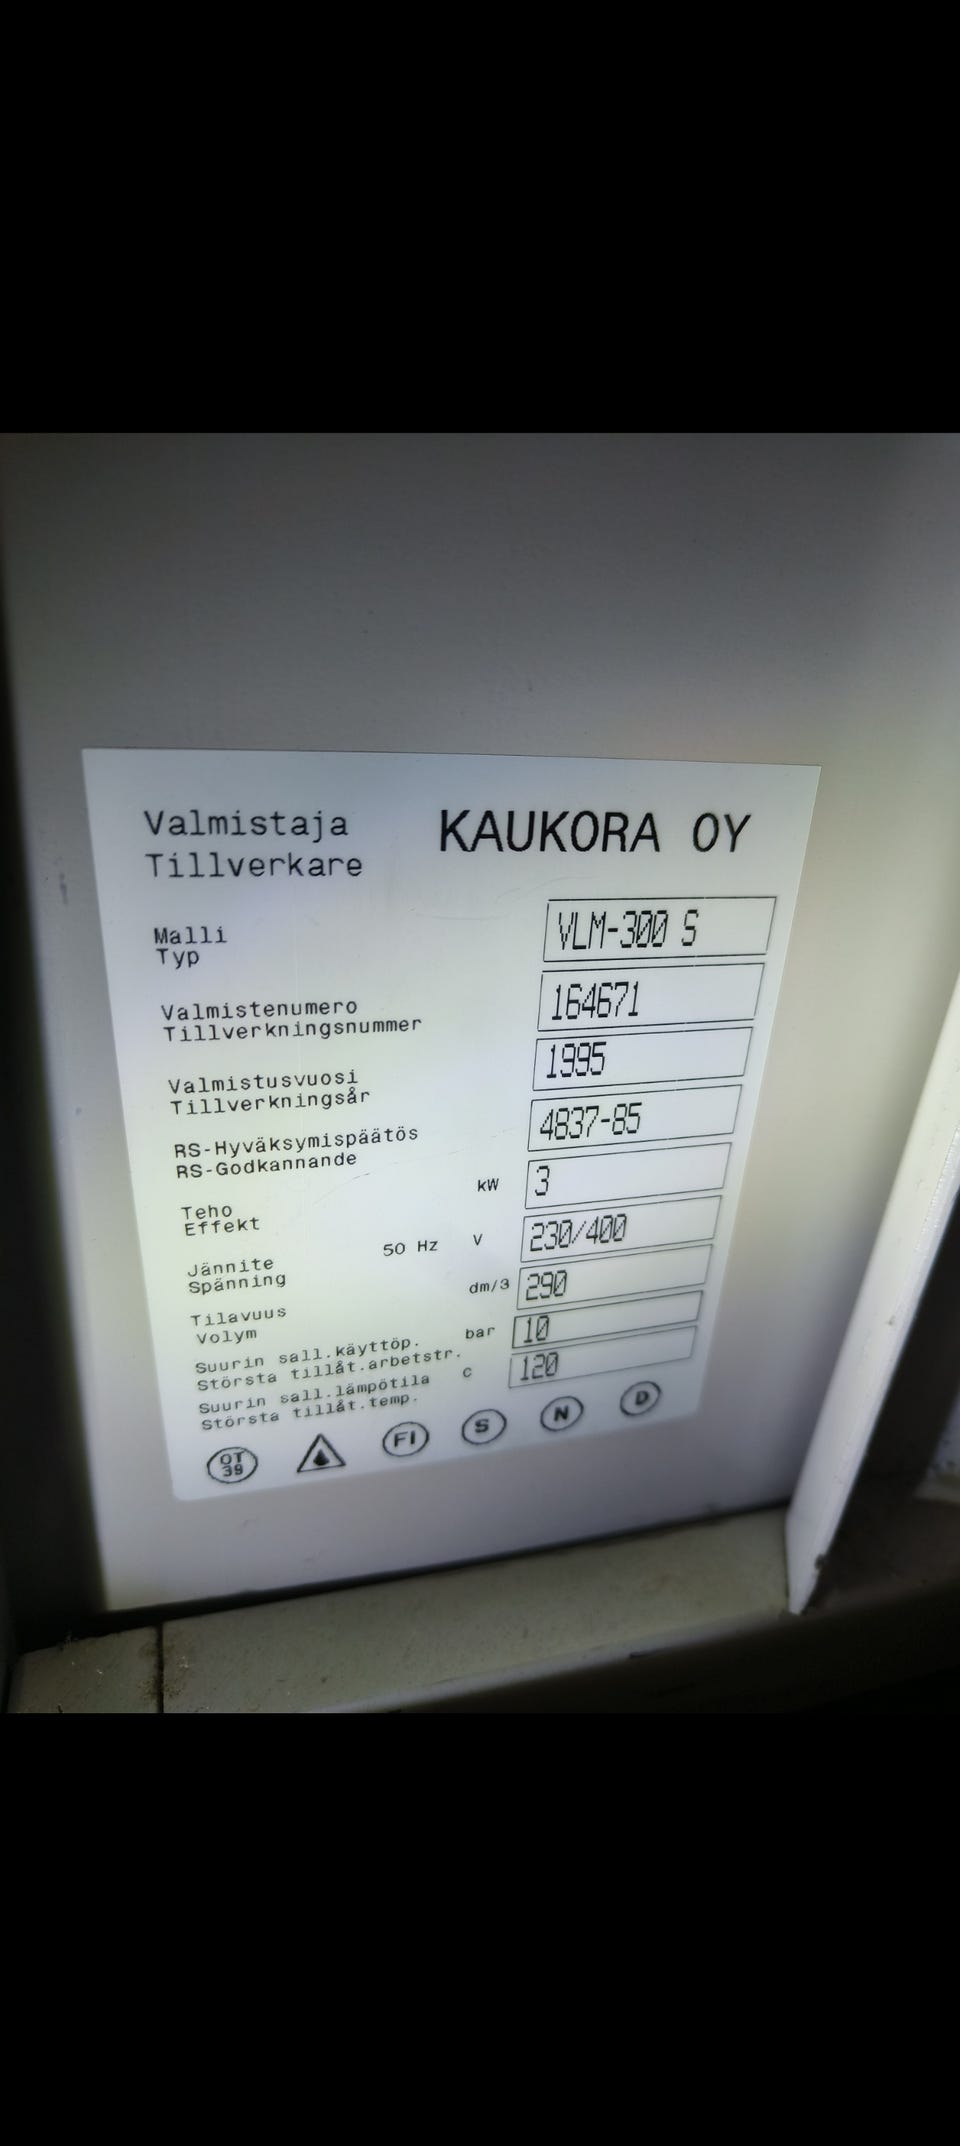 Valmistaja KAUKORA OY
Tillverkare
Malli VLM-300 S
Typ
Valmistenumero 164671
Tillverkningsnummer
Valmistusvuosi 1995
Tillverkningsår
RS-Hyväksymispäätös 4837-85
RS-Godkannande
Teho kW 3
Effekt
Jännite 50 Hz V 230/400
Spänning
Tilavuus dm/3 290
Volym
Suurin sall.käyttöp. bar 10
Största tillåt.arbetstr.
Suurin sall.lämpötila c 120
Största tillåt.temp.
OT
39
FI S N D